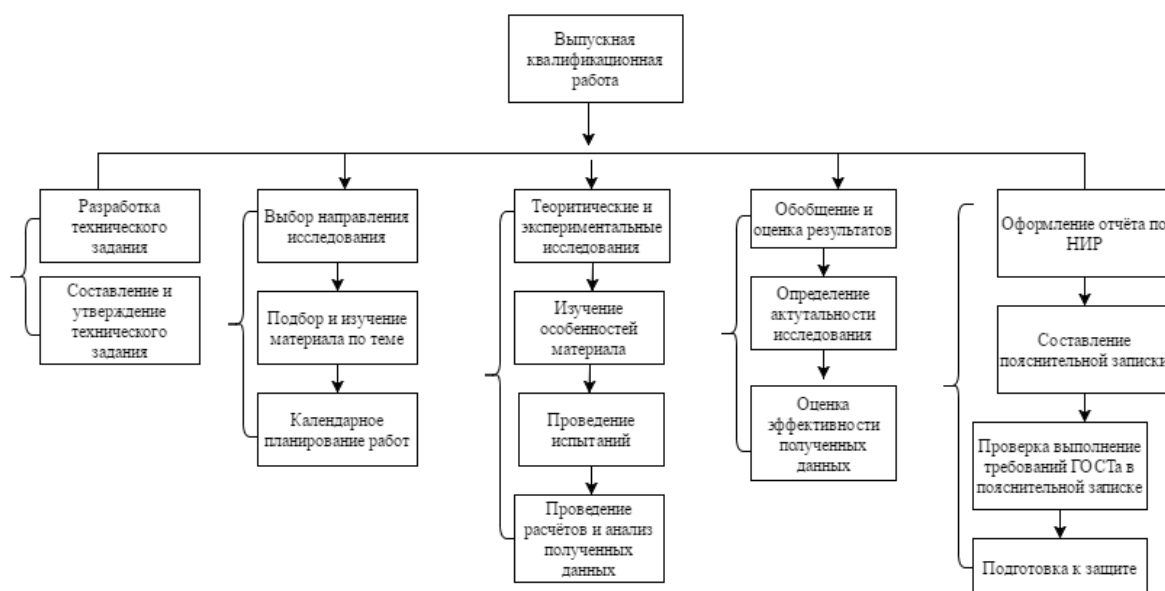 Выпускная
квалификационная
работа
Разработка
технического
задания
Составление и
утверждение
технического
задания
Выбор направления
исследования
Подбор и изучение
материала по теме
Календарное
планирование работ
Теоритические и
экспериментальные
исследования
Изучение
особенностей
материала
Проведение
испытаний
Проведение
расчётов и анализ
полученных
данных
Обобщение и
оценка результатов
Определение
актутальности
исследования
Оценка
эффективности
полученных
данных
Оформление отчёта по
НИР
Составление
пояснительной записки
Проверка выполнение
требований ГОСТа в
пояснительной записке
Подготовка к защите